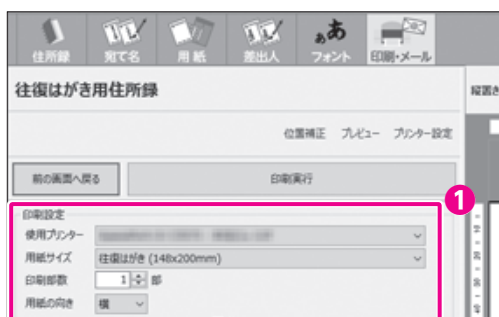 住所録 宛て名 用紙 差出人 フォント 印刷・メール
往復はがき用住所録
縦置き
位置補正 プレビュー プリンター設定
前の画面へ戻る 印刷実行
1
印刷設定
使用プリンター
用紙サイズ 往復はがき (148x200mm)
印刷部数 1 部
用紙の向き 横